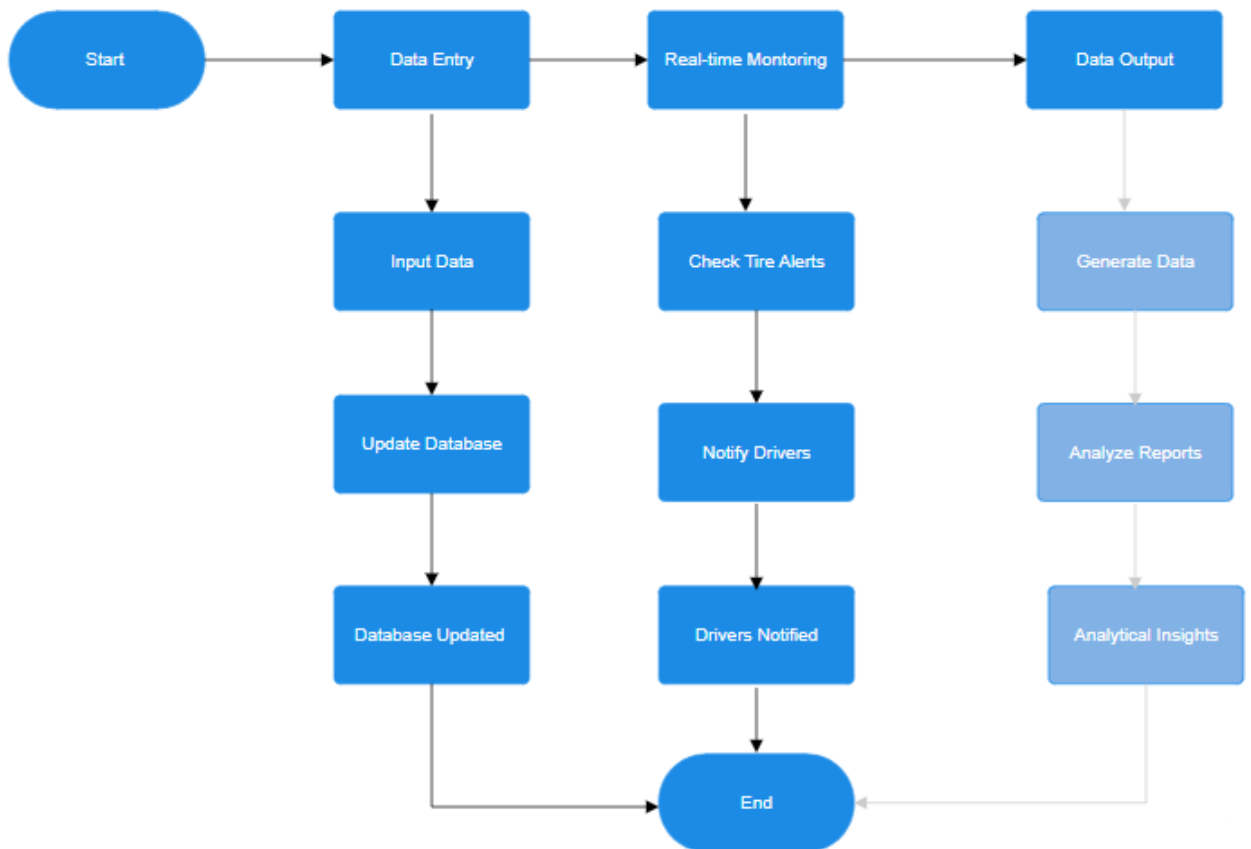 Start
Data Entry
Real-time Montoring
Data Output
Input Data
Check Tire Alerts
Generate Data
Update Database
Notify Drivers
Analyze Reports
Database Updated
Drivers Notified
Analytical Insights
End